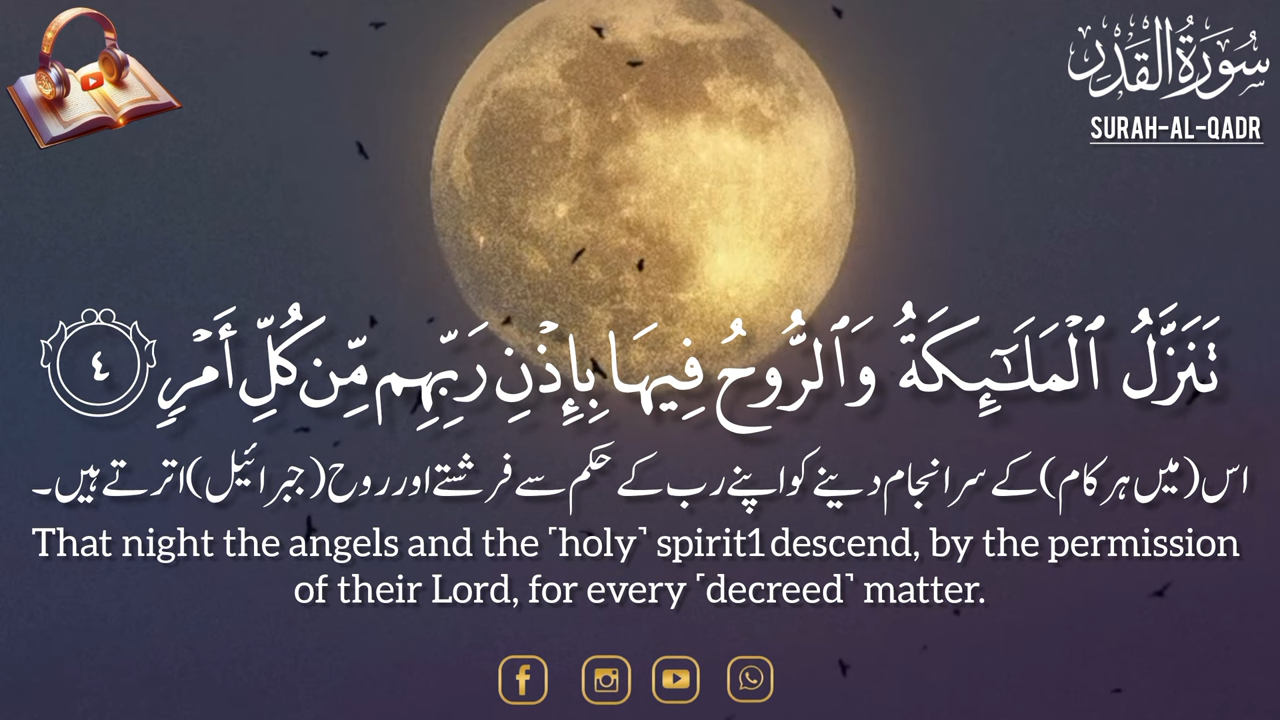 سُورَةُ القَدْرِ
SURAH-AL-QADR
تَنَزَّلُ ٱلْمَلَـٰٓئِكَةُ وَٱلرُّوحُ فِيهَا بِإِذْنِ رَبِّهِم مِّن كُلِّ أَمْرٍ ٤
اس(میں ہر کام) کے سر انجام دینے کو اپنے رب کے حکم سے فرشتے اور روح (جبرائیل) اترتے ہیں۔
That night the angels and the ˹holy˺ spirit1 descend, by the permission
of their Lord, for every ˹decreed˺ matter.